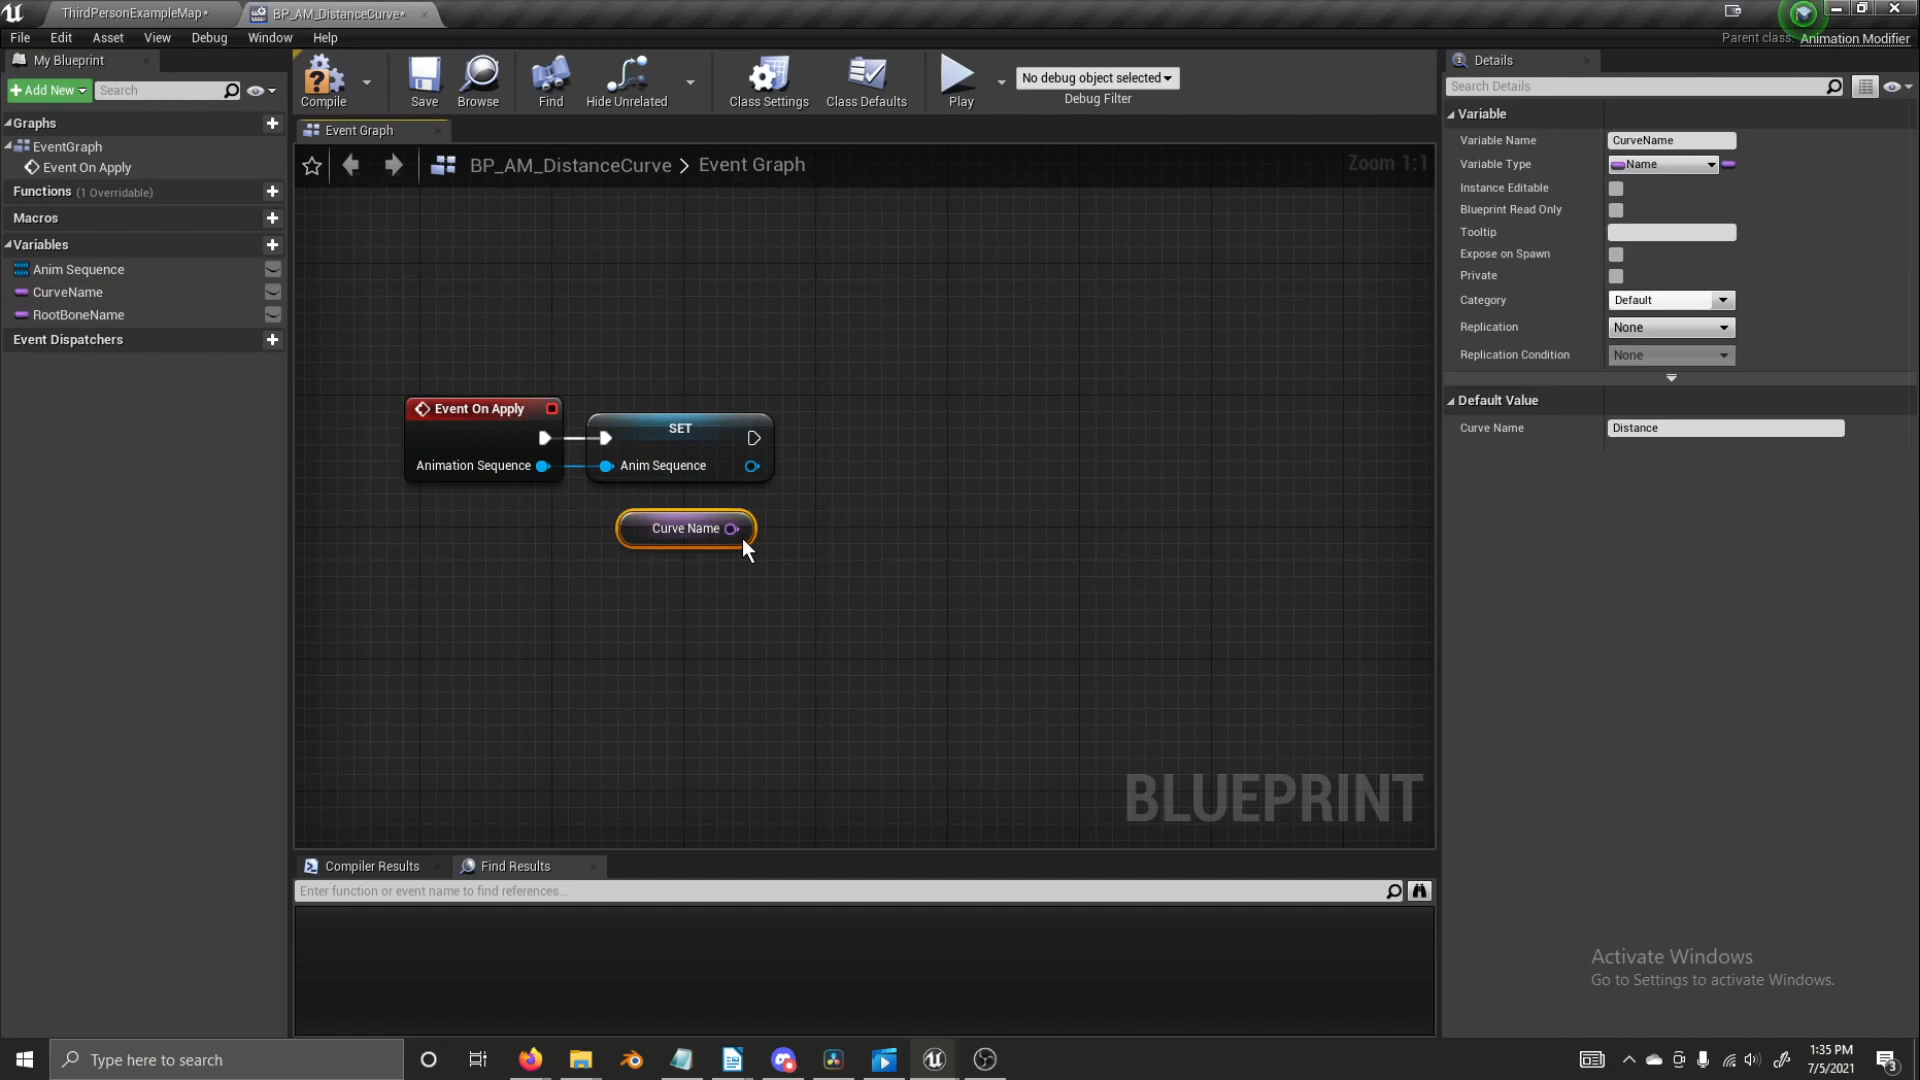 ThirdPersonExampleMap*
BP_AM_DistanceCurve*
File Edit Asset View Debug Window Help
Parent class: Animation Modifier
My Blueprint
Add New
Search
Compile
Save
Browse
Find
Hide Unrelated
Class Settings
Class Defaults
Play
No debug object selected
Debug Filter
Details
Search Details
Graphs
EventGraph
Event On Apply
Functions (1 Overridable)
Macros
Variables
Anim Sequence
CurveName
RootBoneName
Event Dispatchers
Event Graph
BP_AM_DistanceCurve > Event Graph
Zoom 1:1
Event On Apply
Animation Sequence
SET
Anim Sequence
Curve Name
BLUEPRINT
Variable
Variable Name CurveName
Variable Type Name
Instance Editable
Blueprint Read Only
Tooltip
Expose on Spawn
Private
Category Default
Replication None
Replication Condition None
Default Value
Curve Name Distance
Compiler Results
Find Results
Enter function or event name to find references...
Activate Windows
Go to Settings to activate Windows.
Type here to search
1:35 PM
7/5/2021
3